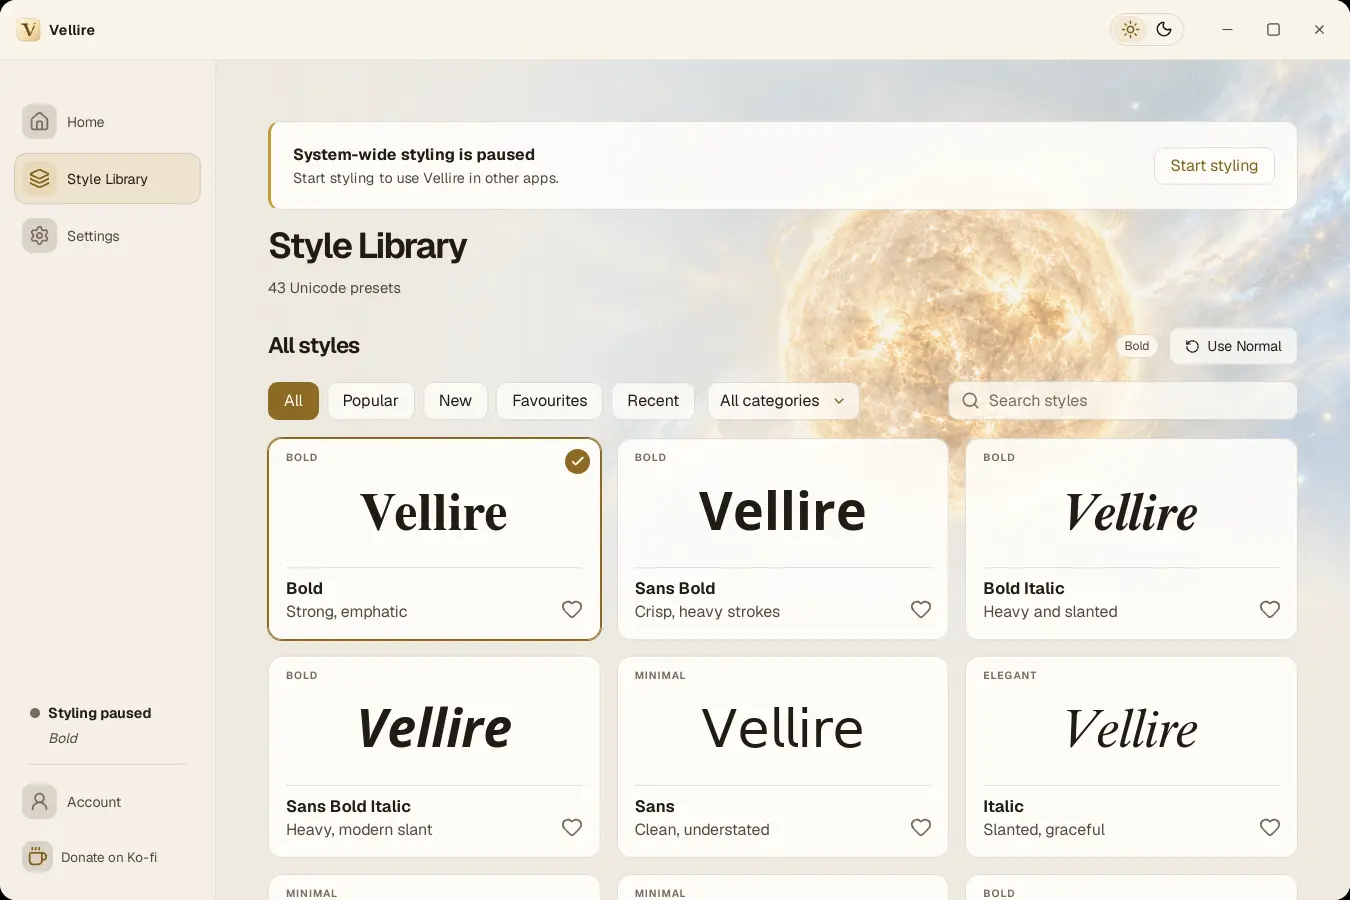 V Vellire
Home
Style Library
Settings
System-wide styling is paused
Start styling to use Vellire in other apps.
Start styling
Style Library
43 Unicode presets
All styles
Bold
Use Normal
All
Popular
New
Favourites
Recent
All categories
Search styles
BOLD
Vellire
Bold
Strong, emphatic
BOLD
Vellire
Sans Bold
Crisp, heavy strokes
BOLD
Vellire
Bold Italic
Heavy and slanted
BOLD
Vellire
Sans Bold Italic
Heavy, modern slant
MINIMAL
Vellire
Sans
Clean, understated
ELEGANT
Vellire
Italic
Slanted, graceful
MINIMAL
MINIMAL
BOLD
Styling paused
Bold
Account
Donate on Ko-fi